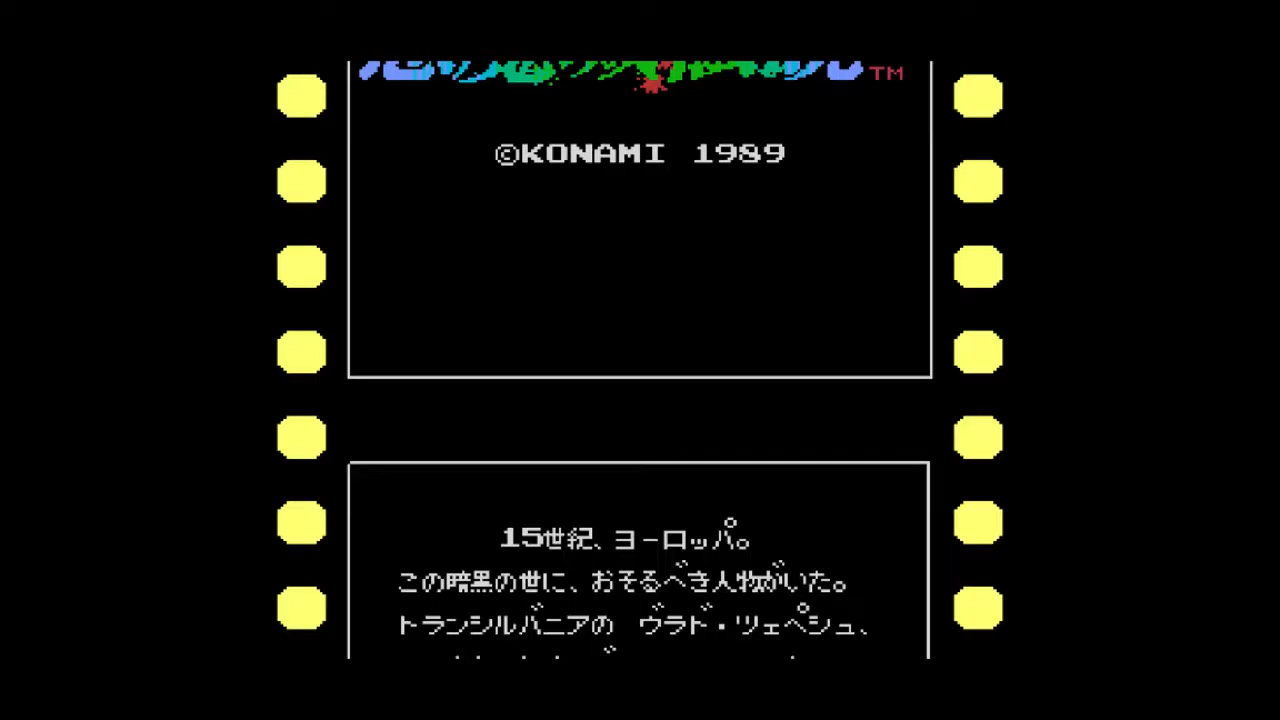 TM
©KONAMI 1989
15世紀、ヨーロッパ。
この暗黒の世に、おそるべき人物がいた。
トランシルバニアの ヴラド・ツェペシュ、